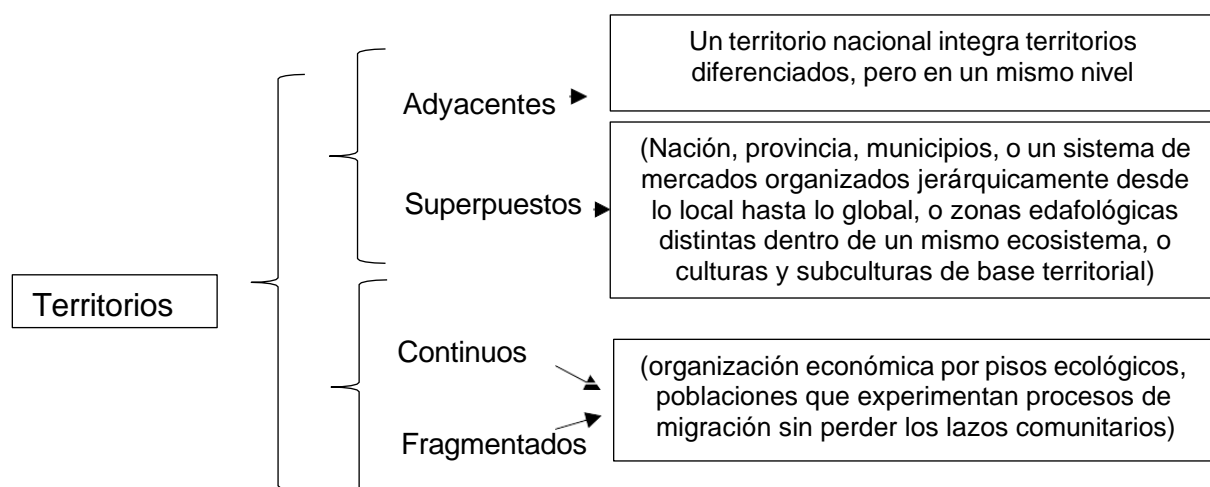 Territorios
Adyacentes
Un territorio nacional integra territorios
diferenciados, pero en un mismo nivel
Superpuestos
(Nación, provincia, municipios, o un sistema de
mercados organizados jerárquicamente desde
lo local hasta lo global, o zonas edafológicas
distintas dentro de un mismo ecosistema, o
culturas y subculturas de base territorial)
Continuos
Fragmentados
(organización económica por pisos ecológicos,
poblaciones que experimentan procesos de
migración sin perder los lazos comunitarios)